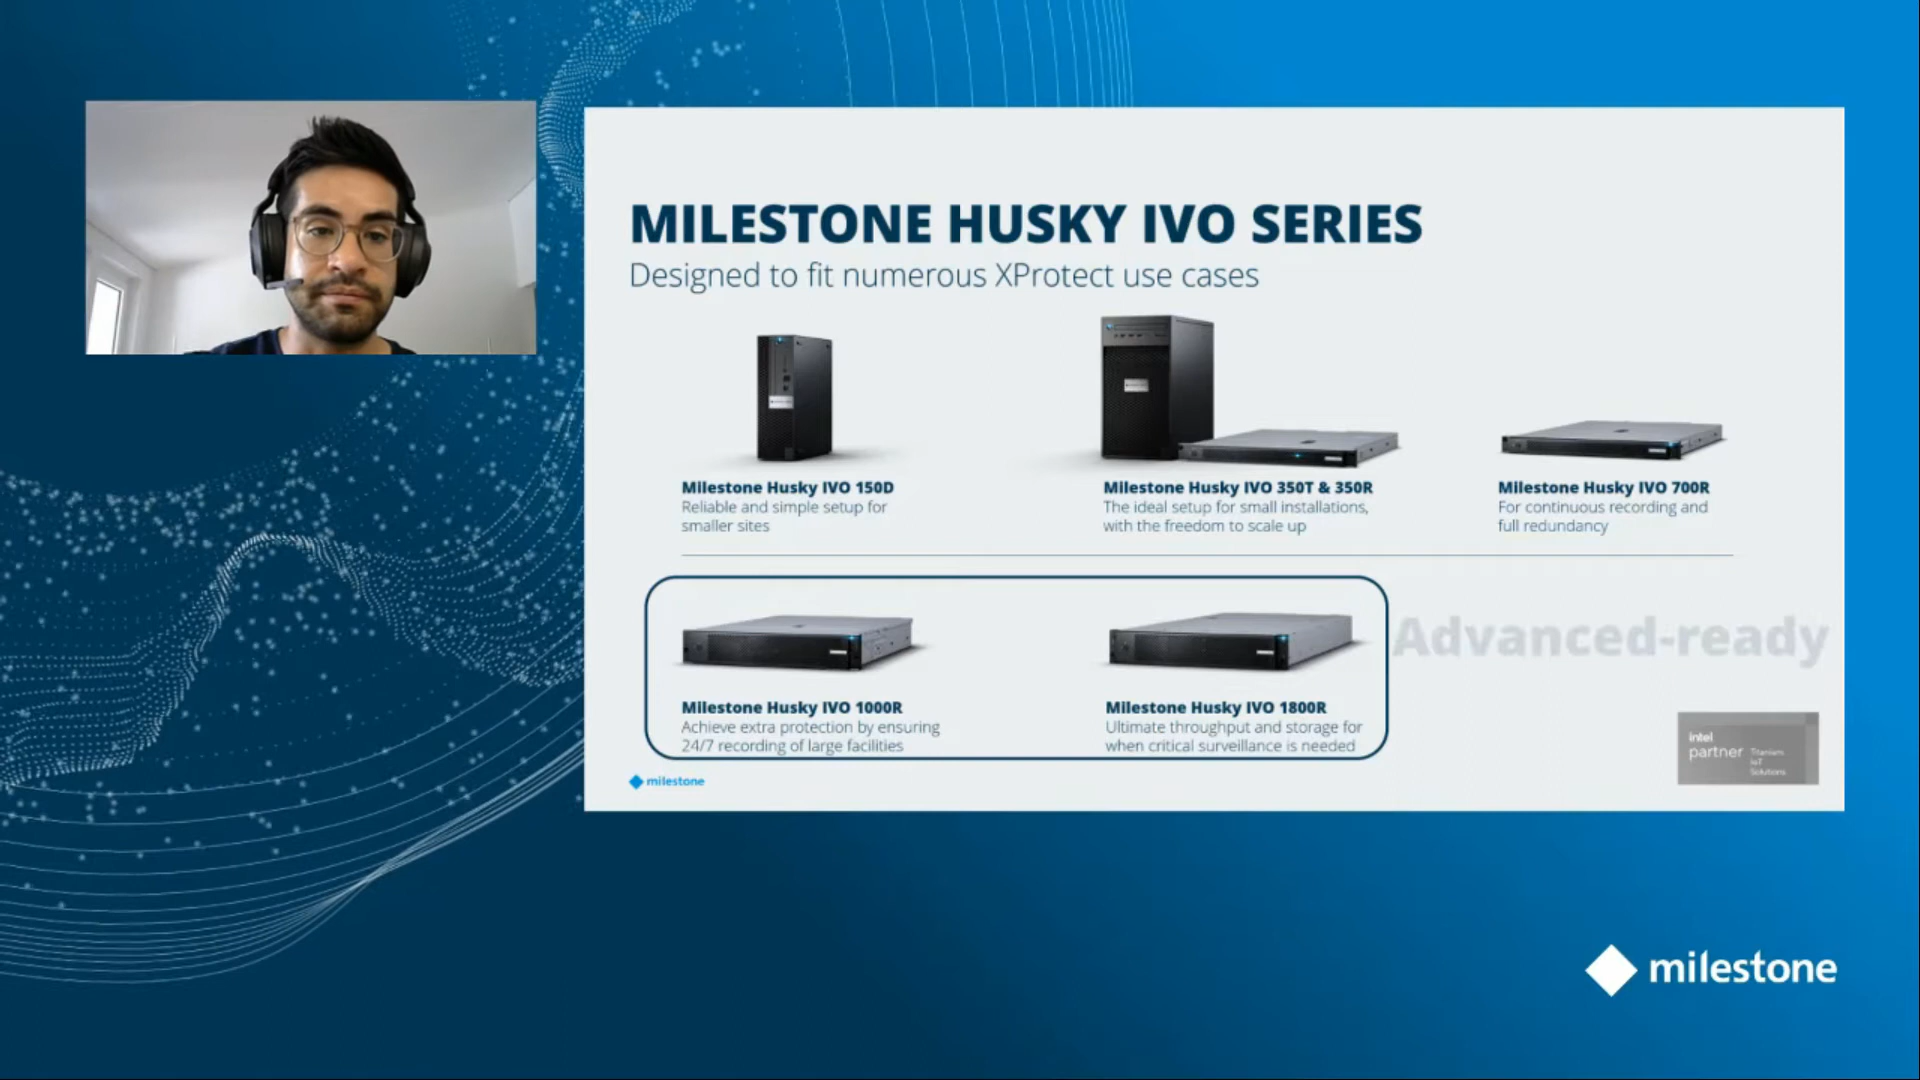 MILESTONE HUSKY IVO SERIES
Designed to fit numerous XProtect use cases
Milestone Husky IVO 150D
Reliable and simple setup for
smaller sites
Milestone Husky IVO 350T & 350R
The ideal setup for small installations,
with the freedom to scale up
Milestone Husky IVO 700R
For continuous recording and
full redundancy
Milestone Husky IVO 1000R
Achieve extra protection by ensuring
24/7 recording of large facilities
Milestone Husky IVO 1800R
Ultimate throughput and storage for
when critical surveillance is needed
Advanced-ready
intel
partner
Titanium
IoT
Solutions
milestone
milestone